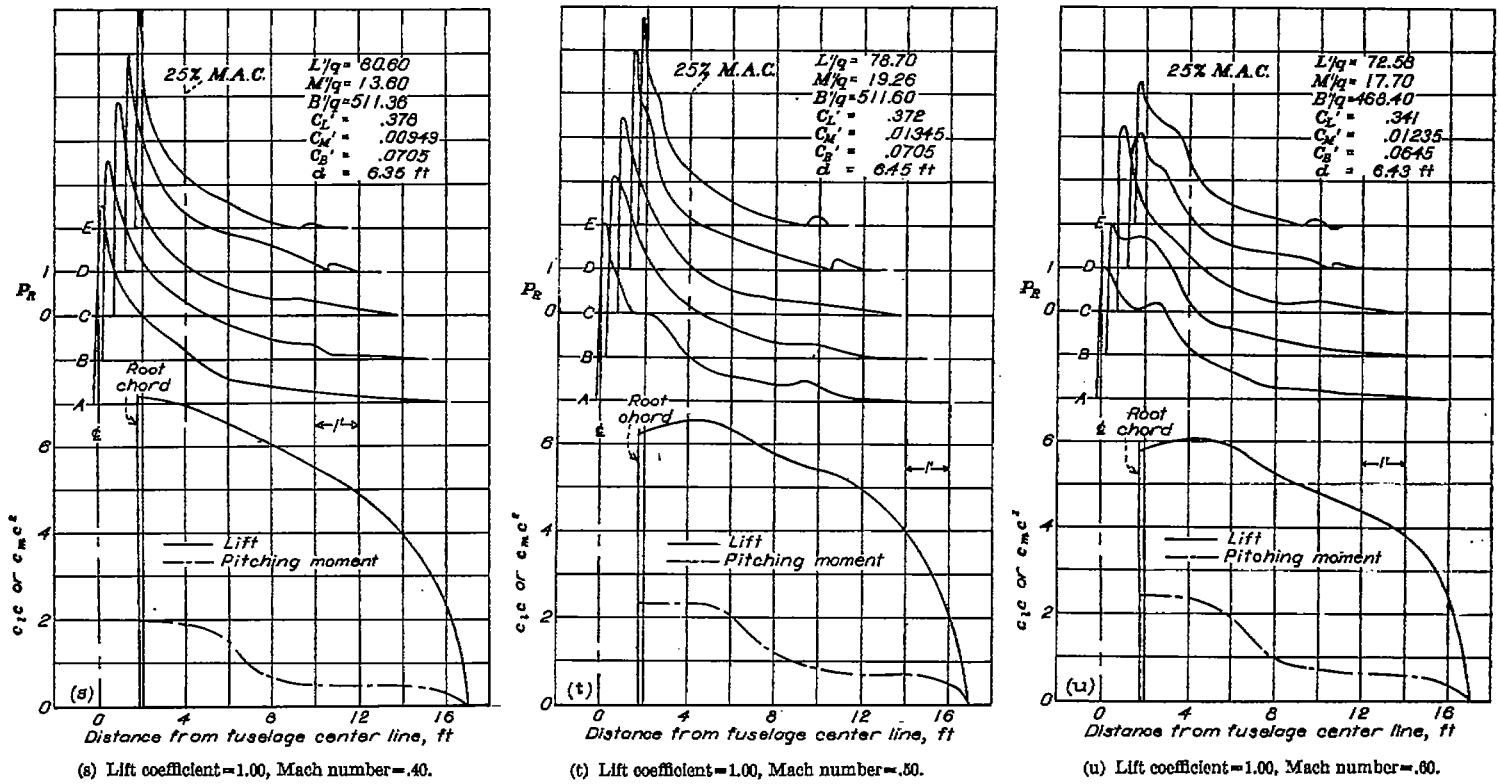 25% M.A.C.
L'/q = 80.60
M'/q = 13.60
B'/q = 511.36
C_L' = .378
C_M' = .00949
C_B' = .0705
d = 6.35 ft
E
D
C
B
A
1
P_R
0
Root chord
℄
1'
6
4
2
0
c_l c or c_m c²
Lift
Pitching moment
(s)
0 4 8 12 16
Distance from fuselage center line, ft
(s) Lift coefficient=1.00, Mach number=.40.
25% M.A.C.
L'/q = 78.70
M'/q = 19.26
B'/q = 511.60
C_L' = .372
C_M' = .01345
C_B' = .0705
d = 6.45 ft
E
D
C
B
A
1
P_R
0
Root chord
℄
1'
6
4
2
0
c_l c or c_m c²
Lift
Pitching moment
(t)
0 4 8 12 16
Distance from fuselage center line, ft
(t) Lift coefficient=1.00, Mach number=.50.
25% M.A.C.
L'/q = 72.58
M'/q = 17.70
B'/q = 468.40
C_L' = .341
C_M' = .01235
C_B' = .0645
d = 6.43 ft
E
D
C
B
A
1
P_R
0
Root chord
℄
1'
6
4
2
0
c_l c or c_m c²
Lift
Pitching moment
(u)
0 4 8 12 16
Distance from fuselage center line, ft
(u) Lift coefficient=1.00, Mach number=.60.